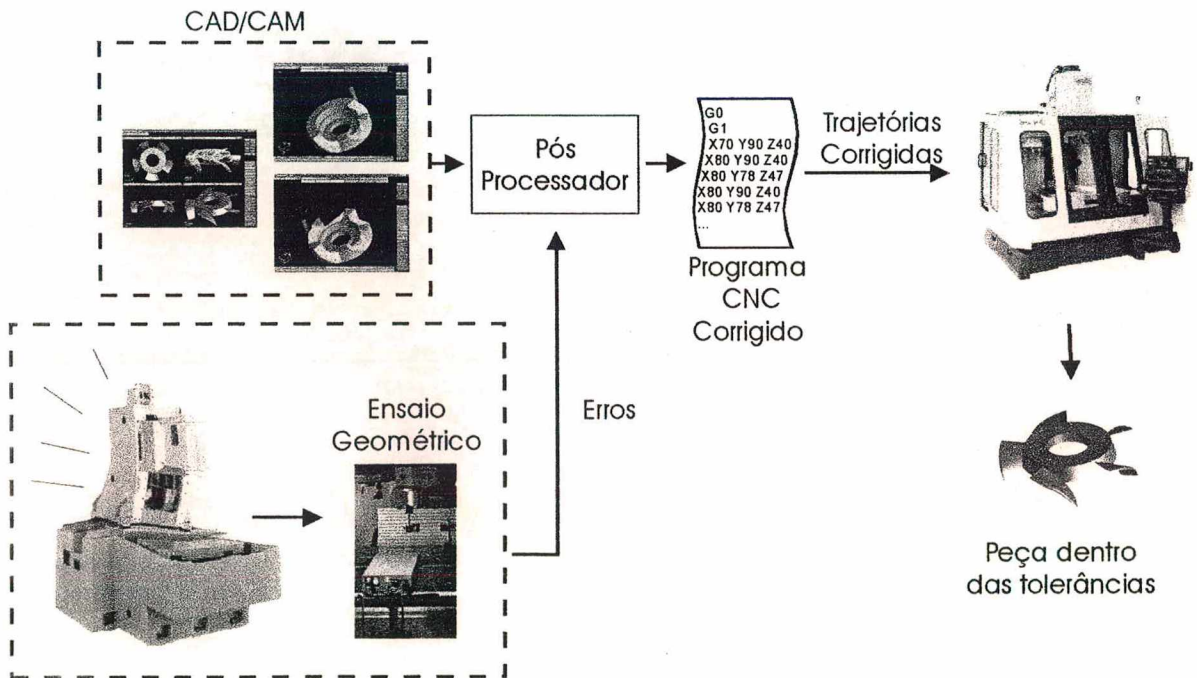 CAD/CAM
Pós
Processador
G0
G1
X70 Y90 Z40
X80 Y90 Z40
X80 Y78 Z47
X80 Y90 Z40
X80 Y78 Z47
...
Programa
CNC
Corrigido
Trajetórias
Corrigidas
Ensaio
Geométrico
Erros
Peça dentro
das tolerâncias